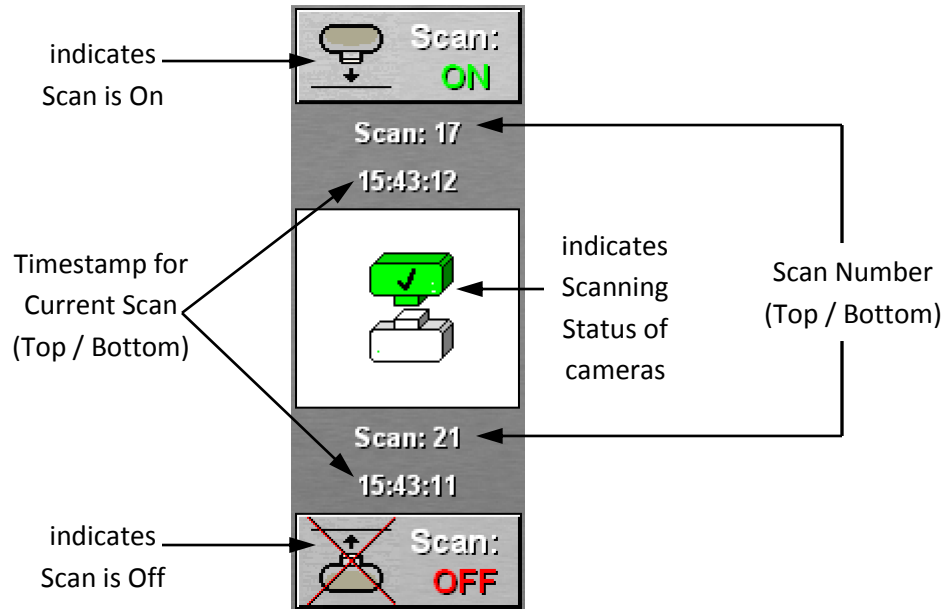 indicates
Scan is On
Scan:
ON
Scan: 17
15:43:12
Timestamp for
Current Scan
(Top / Bottom)
indicates
Scanning
Status of
cameras
Scan Number
(Top / Bottom)
Scan: 21
15:43:11
indicates
Scan is Off
Scan:
OFF